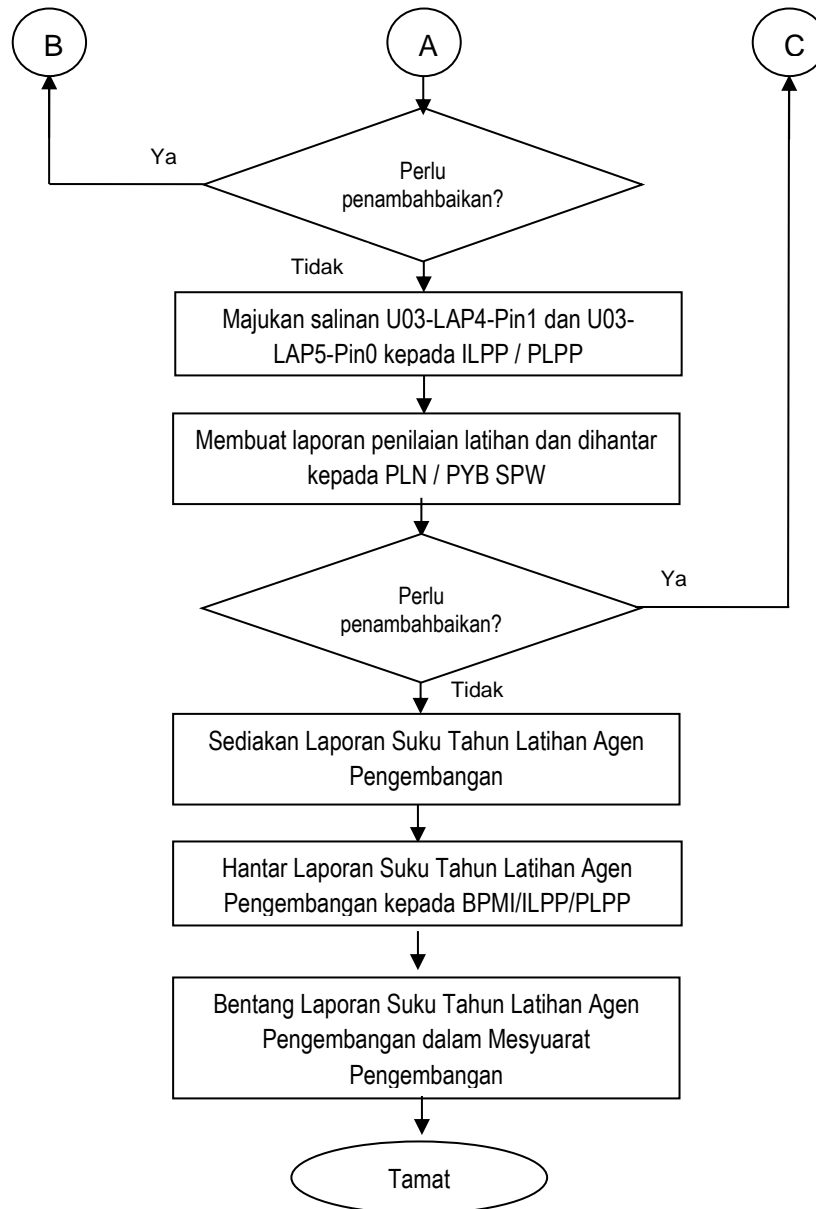 B
A
C
Ya
Perlu
penambahbaikan?
Tidak
Majukan salinan U03-LAP4-Pin1 dan U03-
LAP5-Pin0 kepada ILPP / PLPP
Membuat laporan penilaian latihan dan dihantar
kepada PLN / PYB SPW
Perlu
penambahbaikan?
Ya
Tidak
Sediakan Laporan Suku Tahun Latihan Agen
Pengembangan
Hantar Laporan Suku Tahun Latihan Agen
Pengembangan kepada BPMI/ILPP/PLPP
Bentang Laporan Suku Tahun Latihan Agen
Pengembangan dalam Mesyuarat
Pengembangan
Tamat